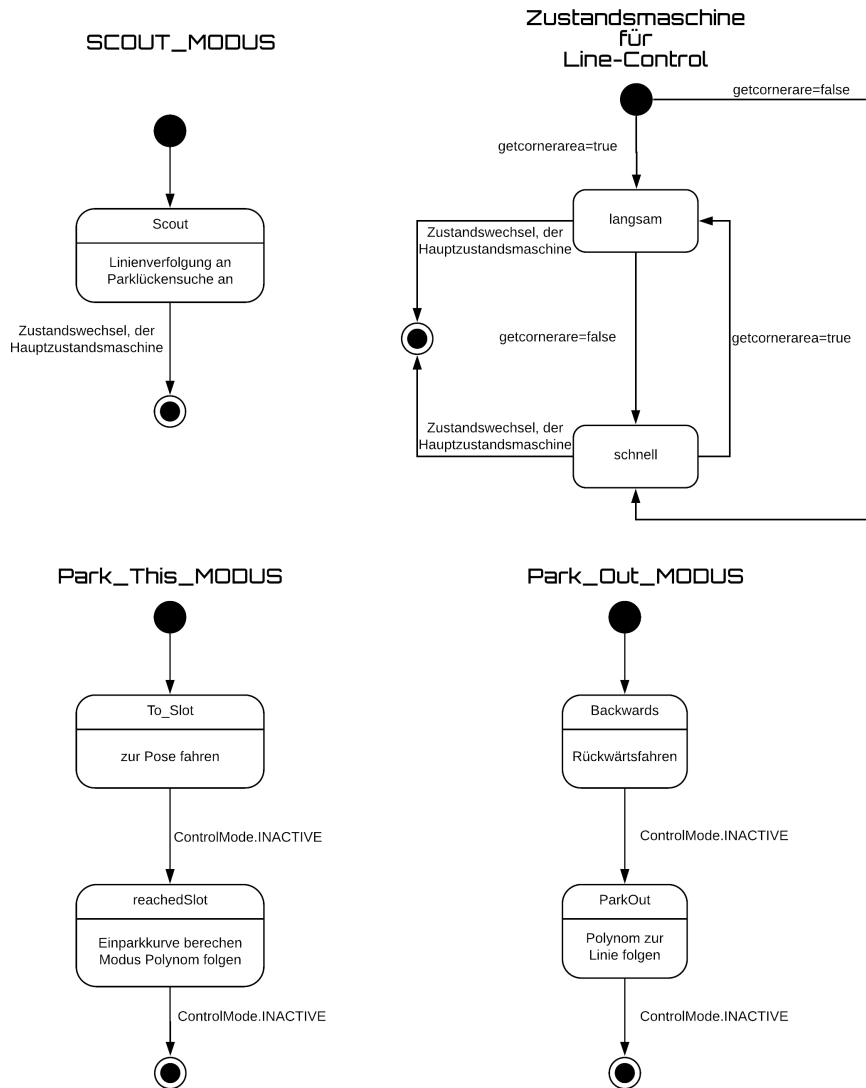 SCOUT_MODUS
Scout
Linienverfolgung an
Parklückensuche an
Zustandswechsel, der
Hauptzustandsmaschine
Zustandsmaschine
für
Line-Control
getcornerare=false
getcornerarea=true
langsam
Zustandswechsel, der
Hauptzustandsmaschine
getcornerare=false
getcornerarea=true
Zustandswechsel, der
Hauptzustandsmaschine
schnell
Park_This_MODUS
To_Slot
zur Pose fahren
ControlMode.INACTIVE
reachedSlot
Einparkkurve berechen
Modus Polynom folgen
ControlMode.INACTIVE
Park_Out_MODUS
Backwards
Rückwärtsfahren
ControlMode.INACTIVE
ParkOut
Polynom zur
Linie folgen
ControlMode.INACTIVE